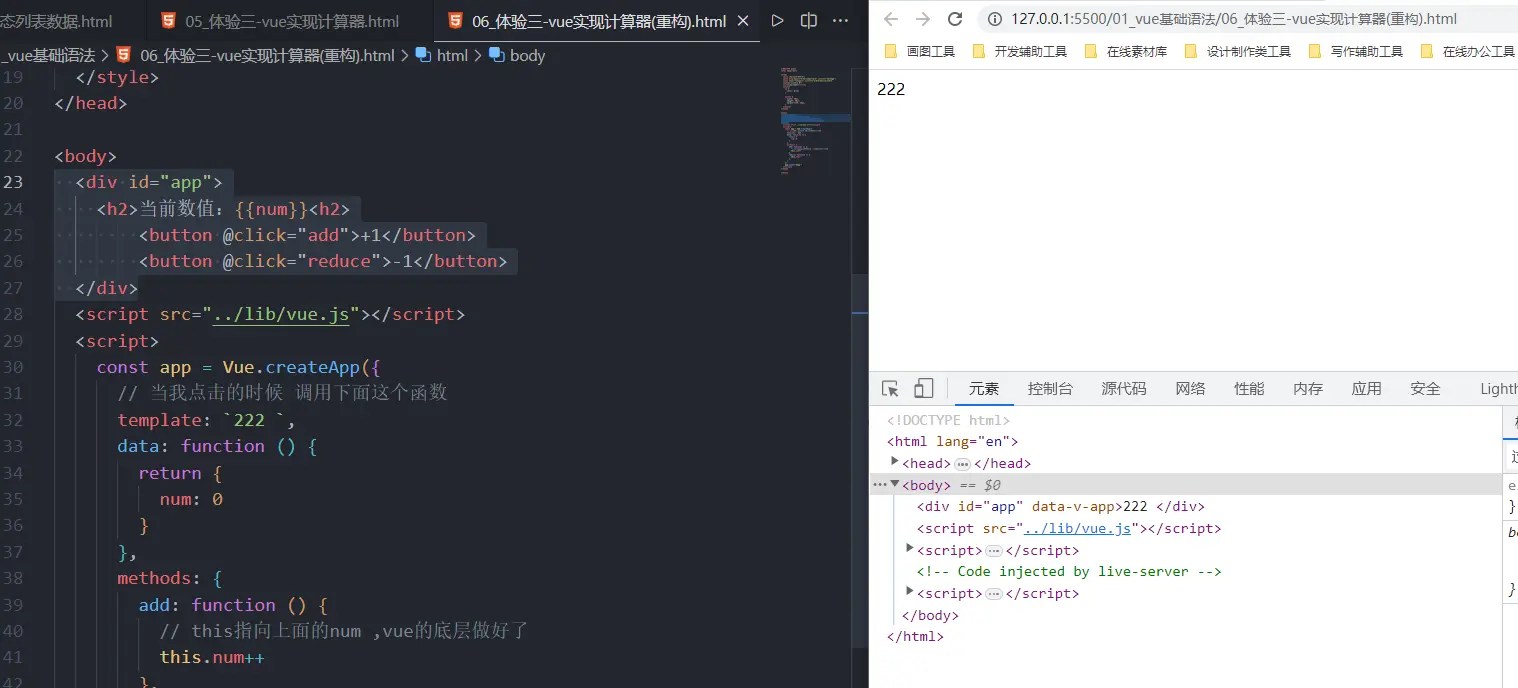 态列表数据.html
05_体验三-vue实现计算器.html
06_体验三-vue实现计算器(重构).html
_vue基础语法 > 06_体验三-vue实现计算器(重构).html > html > body
19 </style>
20 </head>
21
22 <body>
23 <div id="app">
24 <h2>当前数值: {{num}}<h2>
25 <button @click="add">+1</button>
26 <button @click="reduce">-1</button>
27 </div>
28 <script src="../lib/vue.js"></script>
29 <script>
30 const app = Vue.createApp({
31 // 当我点击的时候 调用下面这个函数
32 template: `222 `,
33 data: function () {
34 return {
35 num: 0
36 }
37 },
38 methods: {
39 add: function () {
40 // this指向上面的num ,vue的底层做好了
41 this.num++
42 },
127.0.0.1:5500/01_vue基础语法/06_体验三-vue实现计算器(重构).html
画图工具
开发辅助工具
在线素材库
设计制作类工具
写作辅助工具
在线办公工具
222
元素 控制台 源代码 网络 性能 内存 应用 安全 Lighth
<!DOCTYPE html>
<html lang="en">
<head>…</head>
<body> == $0
<div id="app" data-v-app>222 </div>
<script src="../lib/vue.js"></script>
<script>…</script>
<!-- Code injected by live-server -->
<script>…</script>
</body>
</html>
}
}